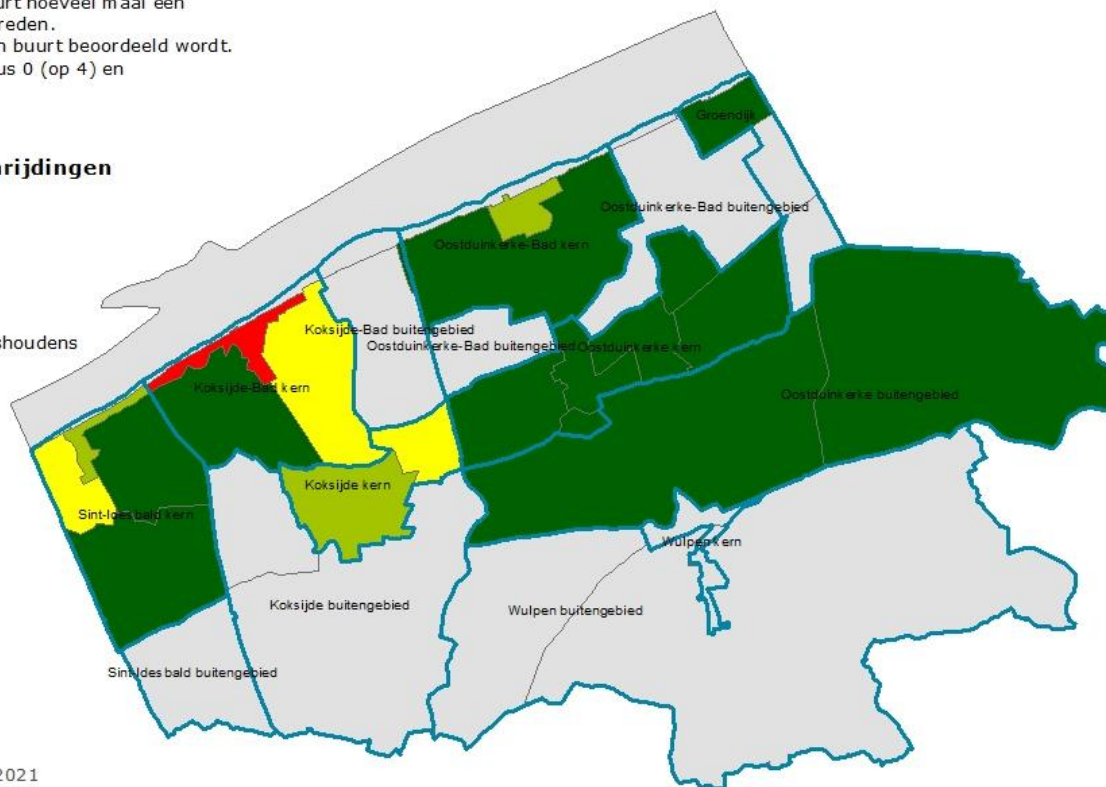 urt hoeveel maal een
reden.
n buurt beoordeeld wordt.
us 0 (op 4) en
rijdingen
shoudens
Groendijk
Oostduinkerke-Bad buitengebied
Oostduinkerke-Bad kern
Koksijde-Bad buitengebied
Oostduinkerke-Bad buitengebied
Oostduinkerke kern
Koksijde-Bad kern
Oostduinkerke buitengebied
Koksijde kern
Sint-Idesbald kern
Wulpen kern
Koksijde buitengebied
Wulpen buitengebied
Sint-Idesbald buitengebied
2021